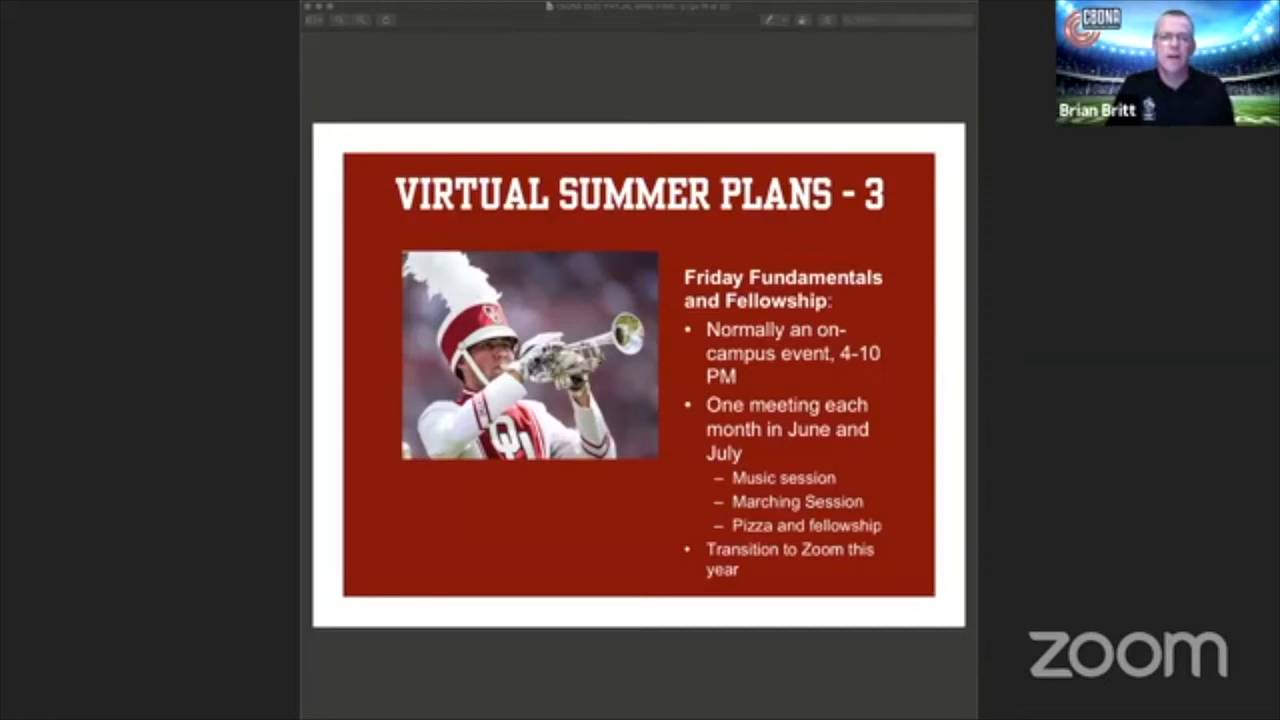 CBDNA
Brian Britt
VIRTUAL SUMMER PLANS - 3
OU
Friday Fundamentals
and Fellowship:
• Normally an on-
campus event, 4-10
PM
• One meeting each
month in June and
July
– Music session
– Marching Session
– Pizza and fellowship
• Transition to Zoom this
year
zoom